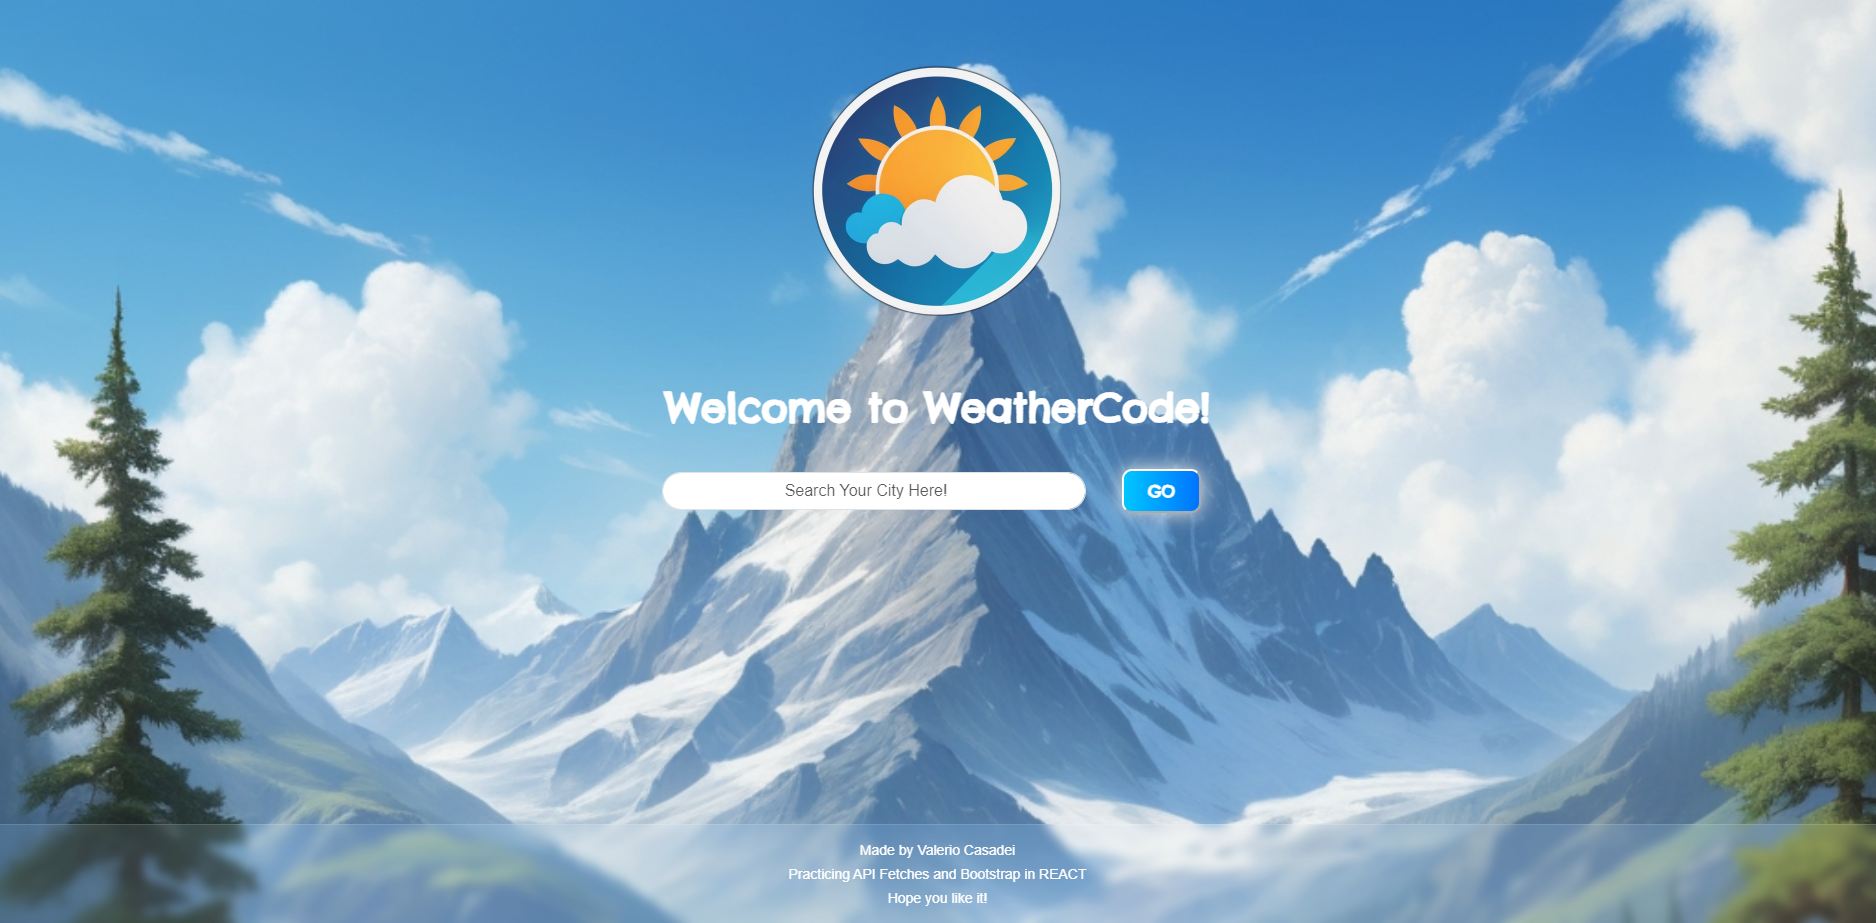 Welcome to WeatherCode!
Search Your City Here!
GO
Made by Valerio Casadei
Practicing API Fetches and Bootstrap in REACT
Hope you like it!